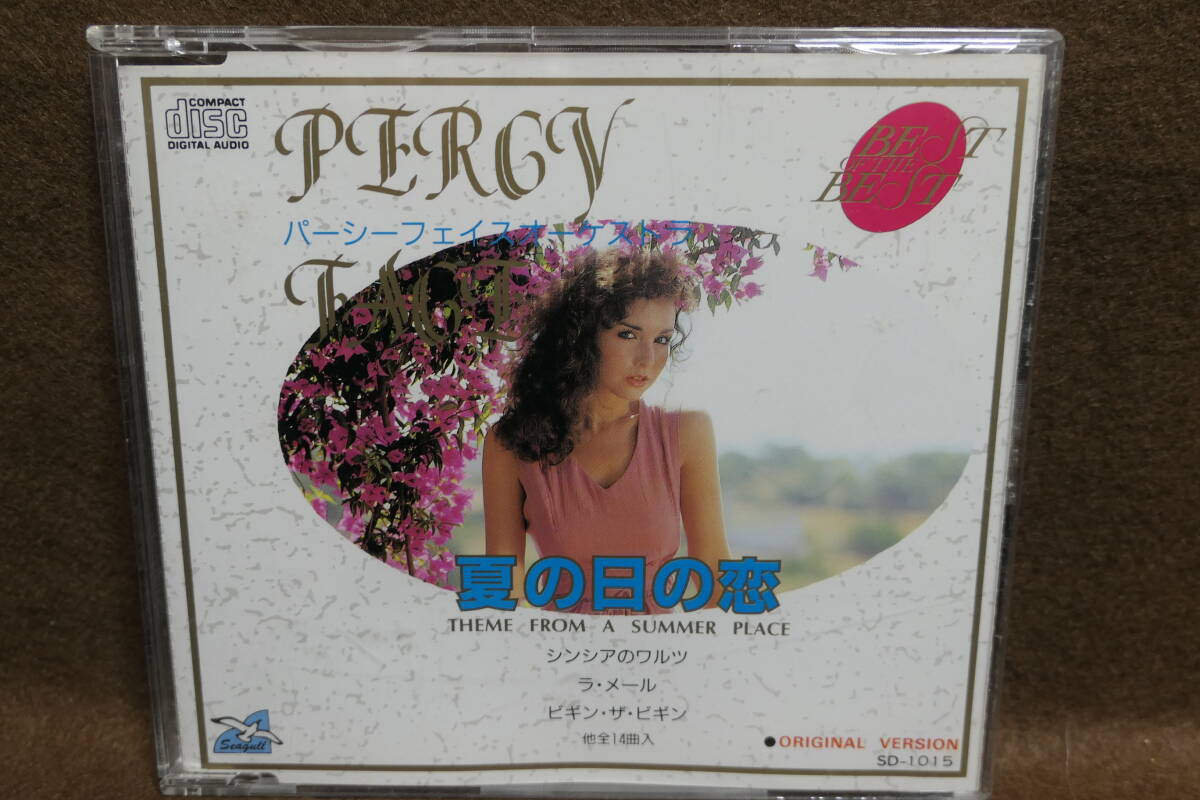 COMPACT
disc
DIGITAL AUDIO
PERCY
BEST
OF THE
BEST
パーシーフェイスオーケストラ
FACE
夏の日の恋
THEME FROM A SUMMER PLACE
シンシアのワルツ
ラ・メール
ビギン・ザ・ビギン
他全14曲入
Seagull
●ORIGINAL VERSION
SD-1015